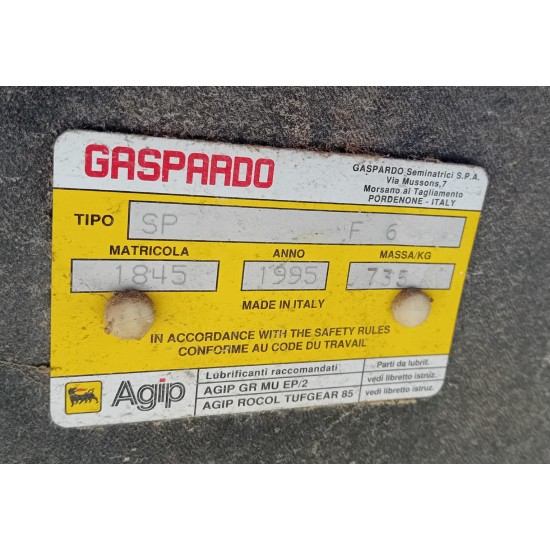 GASPARDO
GASPARDO Seminatrici S.P.A.
Via Mussons,7
Morsano al Tagliamento
PORDENONE - ITALY
TIPO SP F 6
MATRICOLA ANNO MASSA/KG
1845 1995 735
MADE IN ITALY
IN ACCORDANCE WITH THE SAFETY RULES
CONFORME AU CODE DU TRAVAIL
Agip
Lubrificanti raccomandati Parti da lubrif.
AGIP GR MU EP/2 vedi libretto istruz.
AGIP ROCOL TUFGEAR 85 vedi libretto istruz.